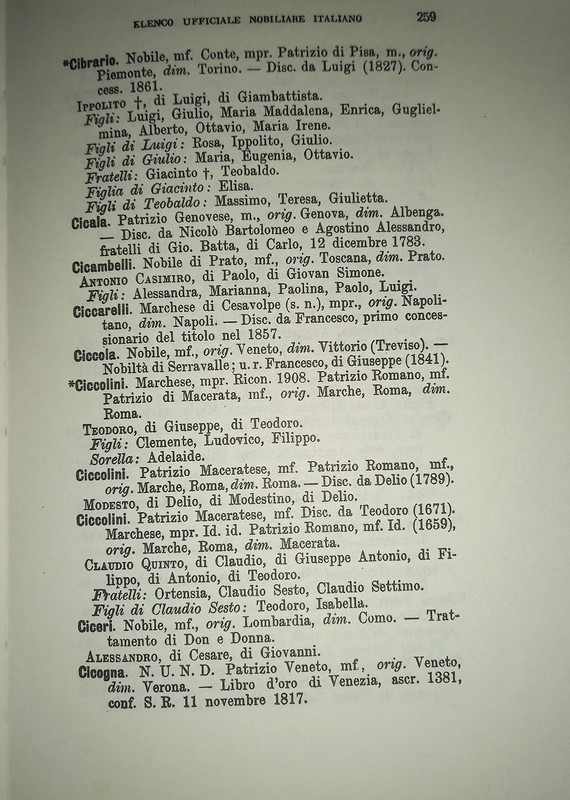 ELENCO UFFICIALE NOBILIARE ITALIANO 259
*Cibrario. Nobile, mf. Conte, mpr. Patrizio di Pisa, m., orig.
Piemonte, dim. Torino. — Disc. da Luigi (1827). Con-
cess. 1861.
IPPOLITO †, di Luigi, di Giambattista.
Figli: Luigi, Giulio, Maria Maddalena, Enrica, Gugliel-
mina, Alberto, Ottavio, Maria Irene.
Figli di Luigi: Rosa, Ippolito, Giulio.
Figli di Giulio: Maria, Eugenia, Ottavio.
Fratelli: Giacinto †, Teobaldo.
Figlia di Giacinto: Elisa.
Figli di Teobaldo: Massimo, Teresa, Giulietta.
Cicala. Patrizio Genovese, m., orig. Genova, dim. Albenga.
— Disc. da Nicolò Bartolomeo e Agostino Alessandro,
fratelli di Gio. Batta, di Carlo, 12 dicembre 1783.
Cicambelli. Nobile di Prato, mf., orig. Toscana, dim. Prato.
ANTONIO CASIMIRO, di Paolo, di Giovan Simone.
Figli: Alessandra, Marianna, Paolina, Paolo, Luigi.
Ciccarelli. Marchese di Cesavolpe (s. n.), mpr., orig. Napoli-
tano, dim. Napoli. — Disc. da Francesco, primo conces-
sionario del titolo nel 1857.
Ciccola. Nobile, mf., orig. Veneto, dim. Vittorio (Treviso). —
Nobiltà di Serravalle; u. r. Francesco, di Giuseppe (1841).
*Ciccolini. Marchese, mpr. Ricon. 1908. Patrizio Romano, mf.
Patrizio di Macerata, mf., orig. Marche, Roma, dim.
Roma.
TEODORO, di Giuseppe, di Teodoro.
Figli: Clemente, Ludovico, Filippo.
Sorella: Adelaide.
Ciccolini. Patrizio Maceratese, mf. Patrizio Romano, mf.,
orig. Marche, Roma, dim. Roma. — Disc. da Delio (1789).
MODESTO, di Delio, di Modestino, di Delio.
Ciccolini. Patrizio Maceratese, mf. Disc. da Teodoro (1671).
Marchese, mpr. Id. id. Patrizio Romano, mf. Id. (1659),
orig. Marche, Roma, dim. Macerata.
CLAUDIO QUINTO, di Claudio, di Giuseppe Antonio, di Fi-
lippo, di Antonio, di Teodoro.
Fratelli: Ortensia, Claudio Sesto, Claudio Settimo.
Figli di Claudio Sesto: Teodoro, Isabella.
Ciceri. Nobile, mf., orig. Lombardia, dim. Como. — Trat-
tamento di Don e Donna.
ALESSANDRO, di Cesare, di Giovanni.
Cicogna. N. U. N. D. Patrizio Veneto, mf., orig. Veneto,
dim. Verona. — Libro d'oro di Venezia, ascr. 1381,
conf. S. R. 11 novembre 1817.